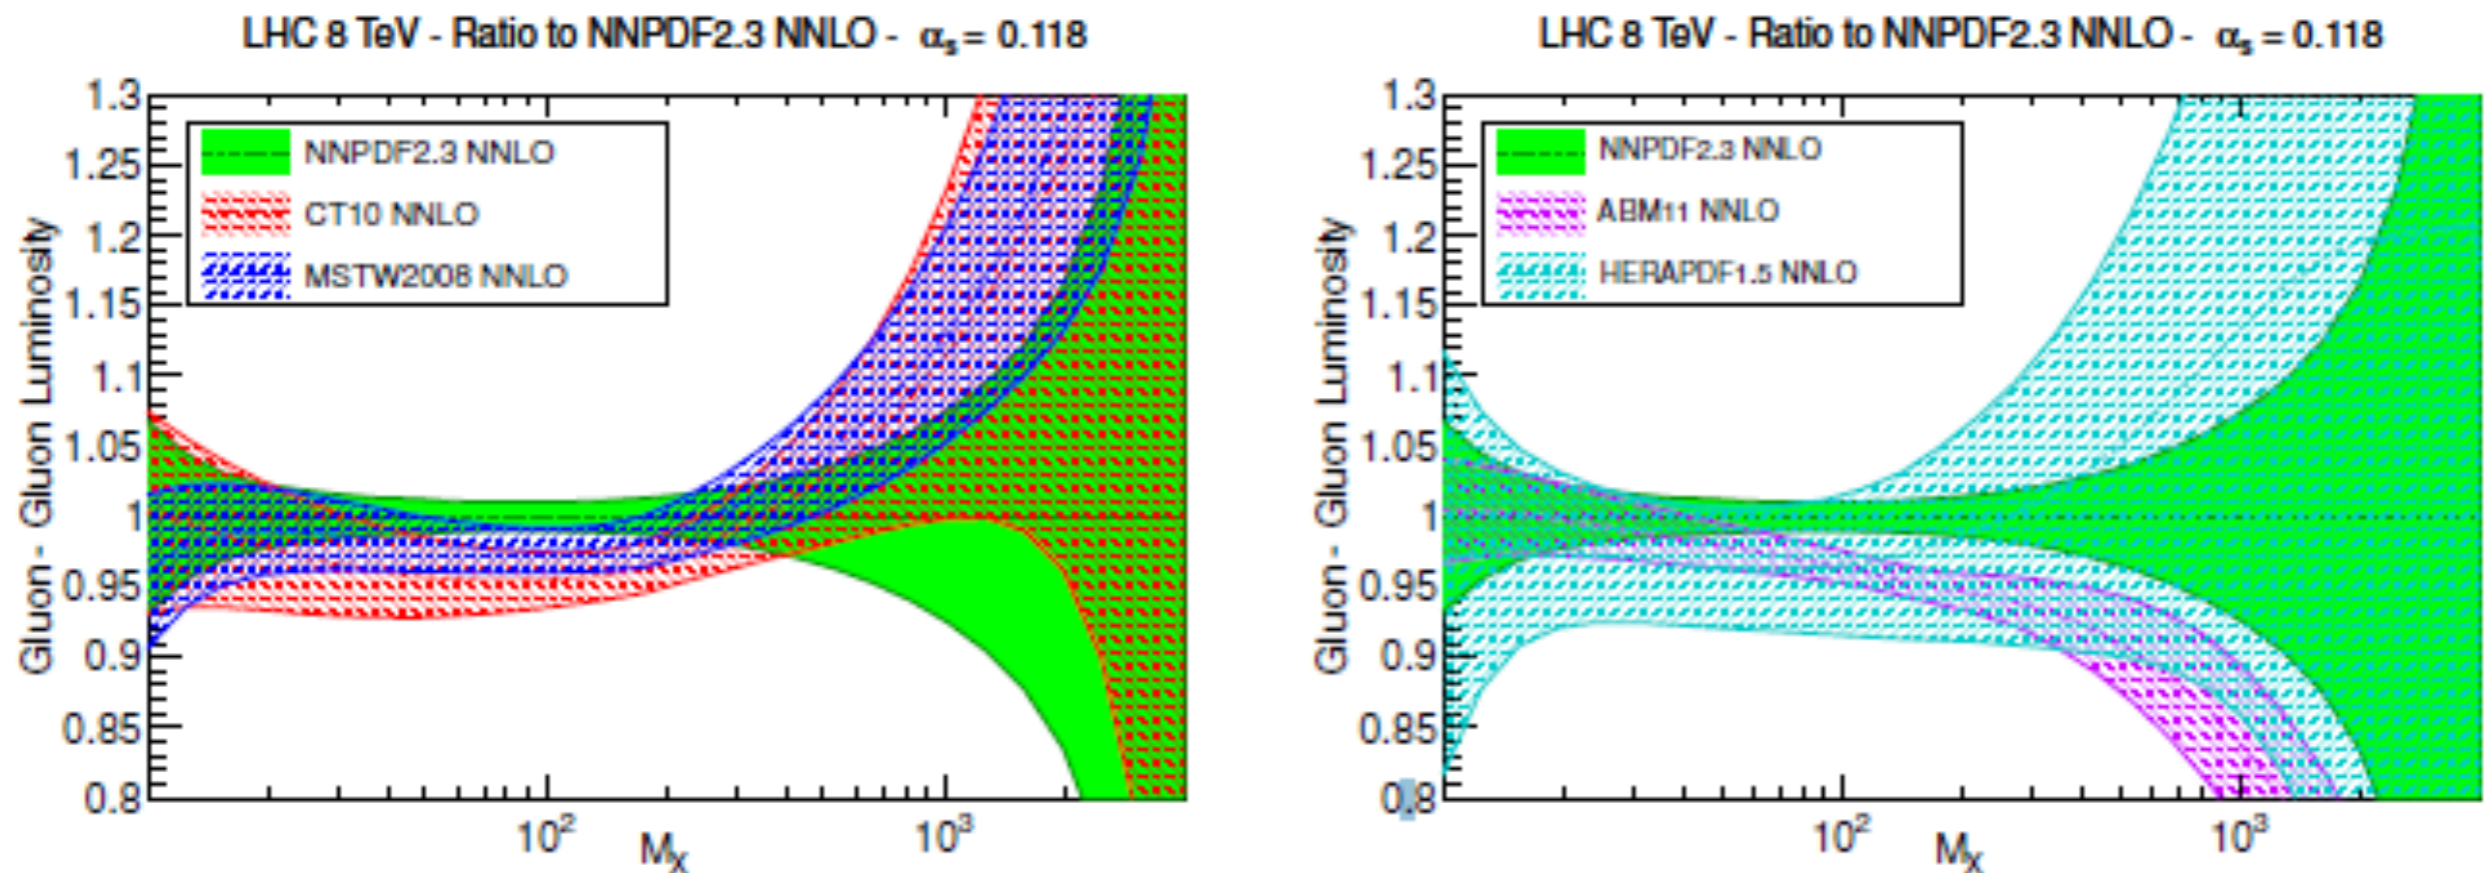 LHC 8 TeV - Ratio to NNPDF2.3 NNLO - αₛ = 0.118
Gluon - Gluon Luminosity
1.3
1.25
1.2
1.15
1.1
1.05
1
0.95
0.9
0.85
0.8
NNPDF2.3 NNLO
CT10 NNLO
MSTW2008 NNLO
10²
10³
Mₓ
LHC 8 TeV - Ratio to NNPDF2.3 NNLO - αₛ = 0.118
Gluon - Gluon Luminosity
1.3
1.25
1.2
1.15
1.1
1.05
1
0.95
0.9
0.85
0.8
NNPDF2.3 NNLO
ABM11 NNLO
HERAPDF1.5 NNLO
10²
10³
Mₓ